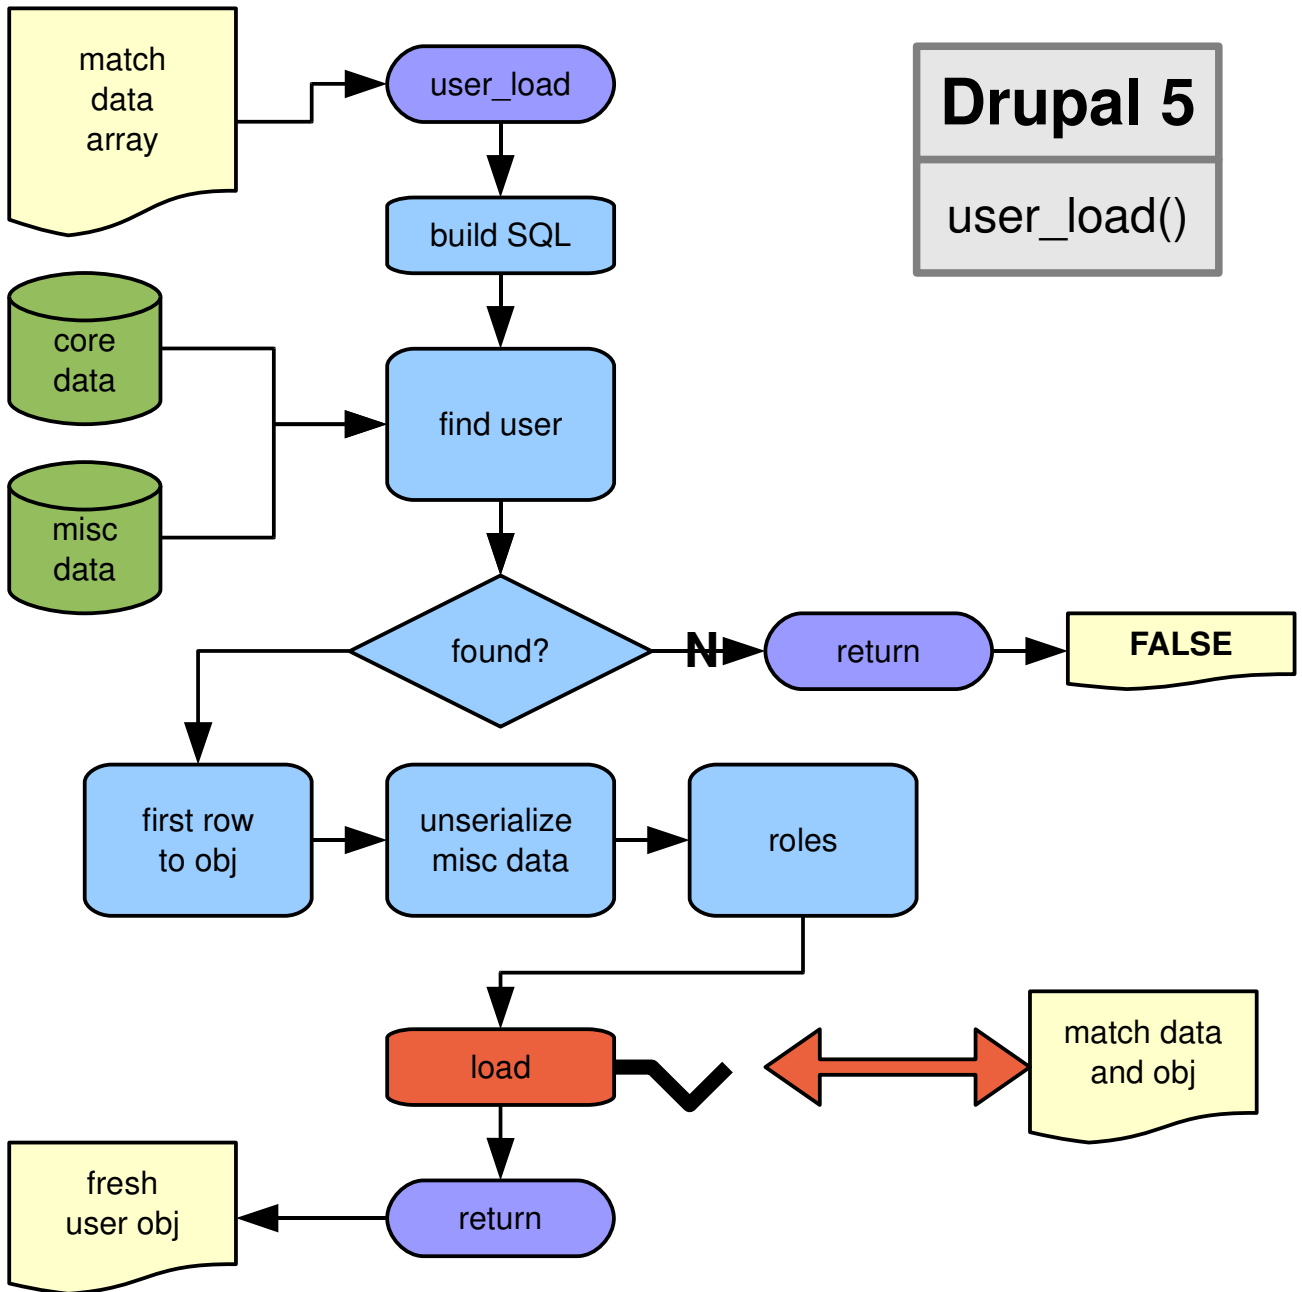 match
data
array
user_load
Drupal 5
user_load()
build SQL
core
data
find user
misc
data
found?
N
return
FALSE
first row
to obj
unserialize
misc data
roles
load
match data
and obj
fresh
user obj
return